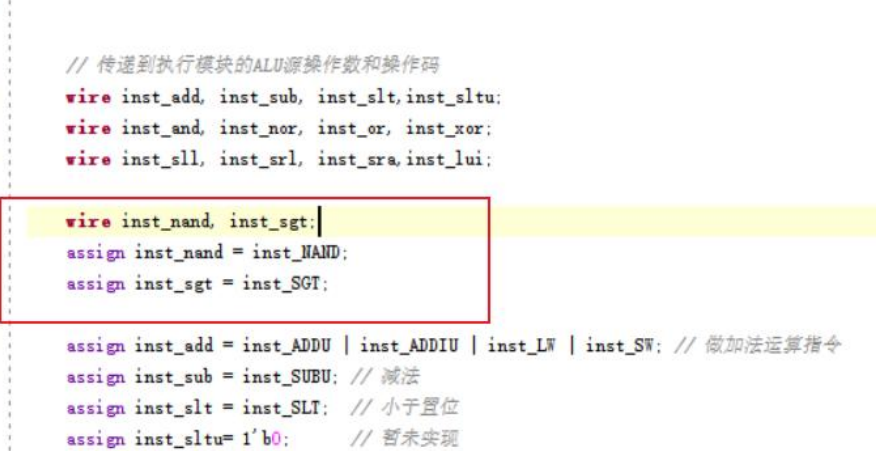 // 传递到执行模块的ALU源操作数和操作码
wire inst_add, inst_sub, inst_slt,inst_sltu;
wire inst_and, inst_nor, inst_or, inst_xor;
wire inst_sll, inst_srl, inst_sra,inst_lui;
wire inst_nand, inst_sgt;
assign inst_nand = inst_NAND;
assign inst_sgt = inst_SGT;
assign inst_add = inst_ADDU | inst_ADDIU | inst_LW | inst_SW; // 做加法运算指令
assign inst_sub = inst_SUBU; // 减法
assign inst_slt = inst_SLT; // 小于置位
assign inst_sltu= 1'b0; // 暂未实现